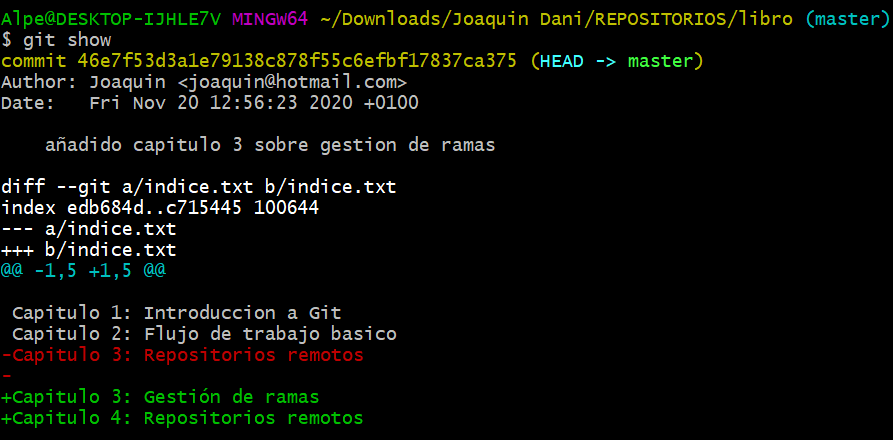 Alpe@DESKTOP-IJHLE7V MINGW64 ~/Downloads/Joaquin Dani/REPOSITORIOS/libro (master)
$ git show
commit 46e7f53d3a1e79138c878f55c6efbf17837ca375 (HEAD -> master)
Author: Joaquin <joaquin@hotmail.com>
Date:   Fri Nov 20 12:56:23 2020 +0100

    añadido capitulo 3 sobre gestion de ramas

diff --git a/indice.txt b/indice.txt
index edb684d..c715445 100644
--- a/indice.txt
+++ b/indice.txt
@@ -1,5 +1,5 @@

 Capitulo 1: Introduccion a Git
 Capitulo 2: Flujo de trabajo basico
-Capitulo 3: Repositorios remotos
-
+Capitulo 3: Gestión de ramas
+Capitulo 4: Repositorios remotos